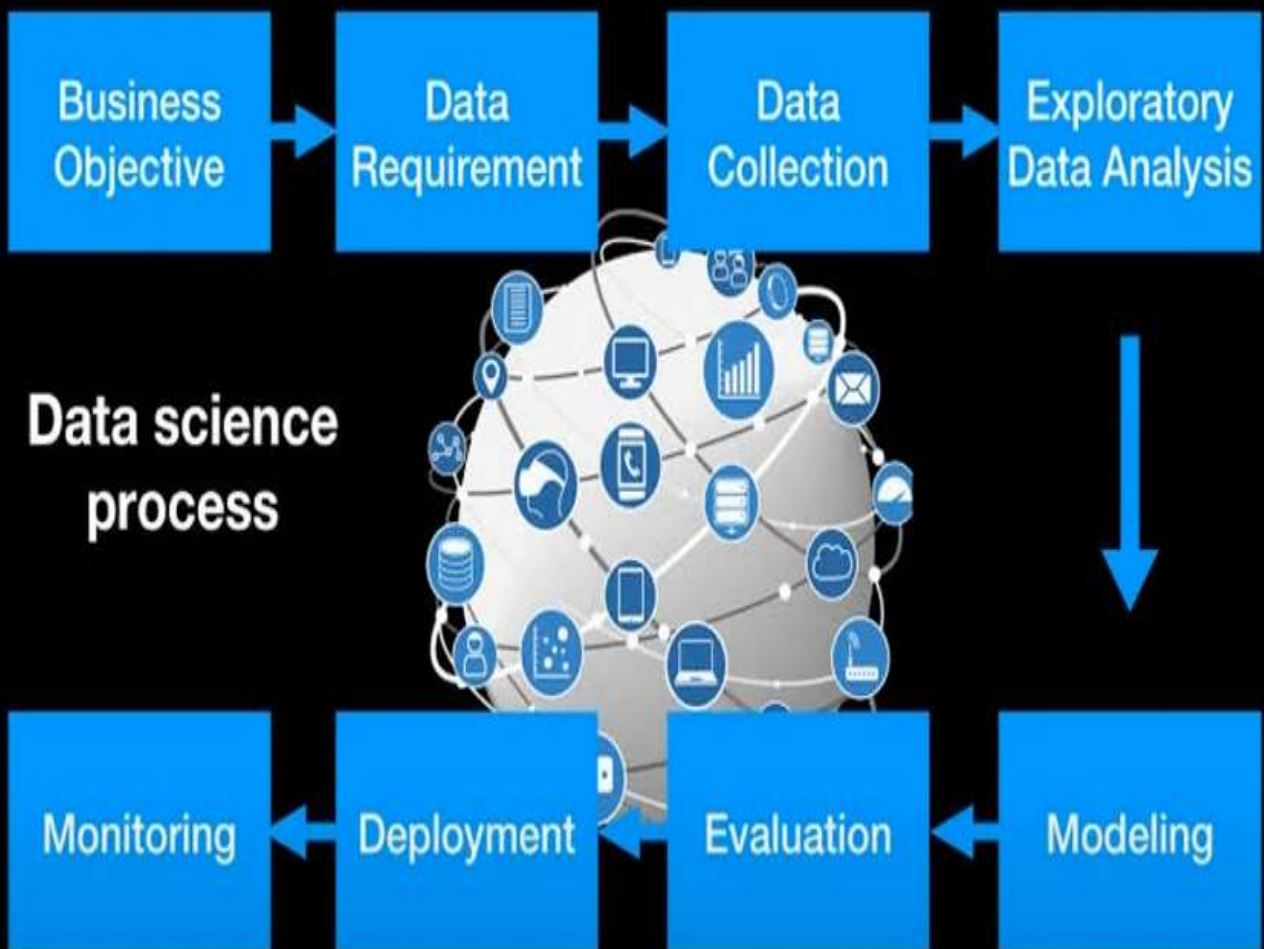 Business
Objective
Data
Requirement
Data
Collection
Exploratory
Data Analysis
Data science
process
Monitoring
Deployment
Evaluation
Modeling